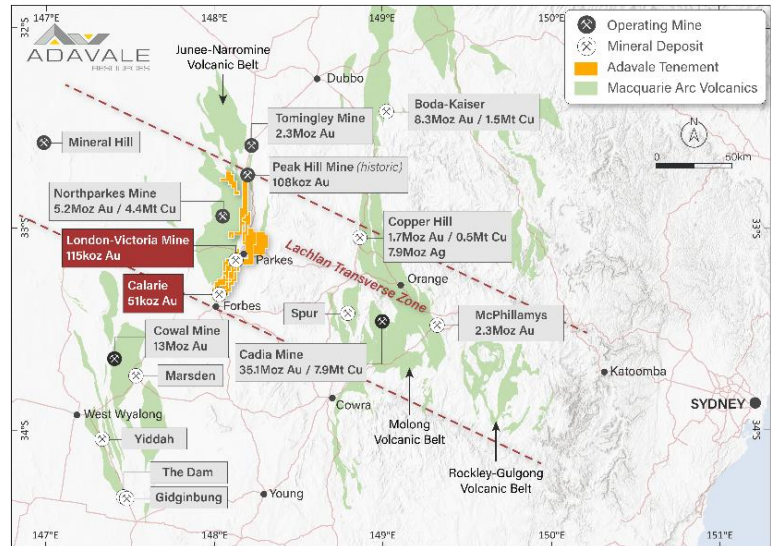 147°E
148°E
149°E
150°E
32°S
ADAVALE
RESOURCES
Junee-Narromine
Volcanic Belt
Dubbo
Operating Mine
Mineral Deposit
Adavale Tenement
Macquarie Arc Volcanics
N
0
50km
Boda-Kaiser
8.3Moz Au / 1.5Mt Cu
Tomingley Mine
2.3Moz Au
Mineral Hill
Peak Hill Mine (historic)
108koz Au
Northparkes Mine
5.2Moz Au / 4.4Mt Cu
33°S
33°S
Copper Hill
1.7Moz Au / 0.5Mt Cu
7.9Moz Ag
London-Victoria Mine
115koz Au
Parkes
Lachlan Transverse Zone
Orange
Calarie
51koz Au
Forbes
Spur
McPhillamys
2.3Moz Au
Cowal Mine
13Moz Au
Cadia Mine
35.1Moz Au / 7.9Mt Cu
Marsden
Katoomba
SYDNEY
Cowra
West Wyalong
Molong
Volcanic Belt
34°S
34°S
Yiddah
Rockley-Gulgong
Volcanic Belt
The Dam
Gidginbung
Young
147°E
148°E
149°E
150°E
151°E